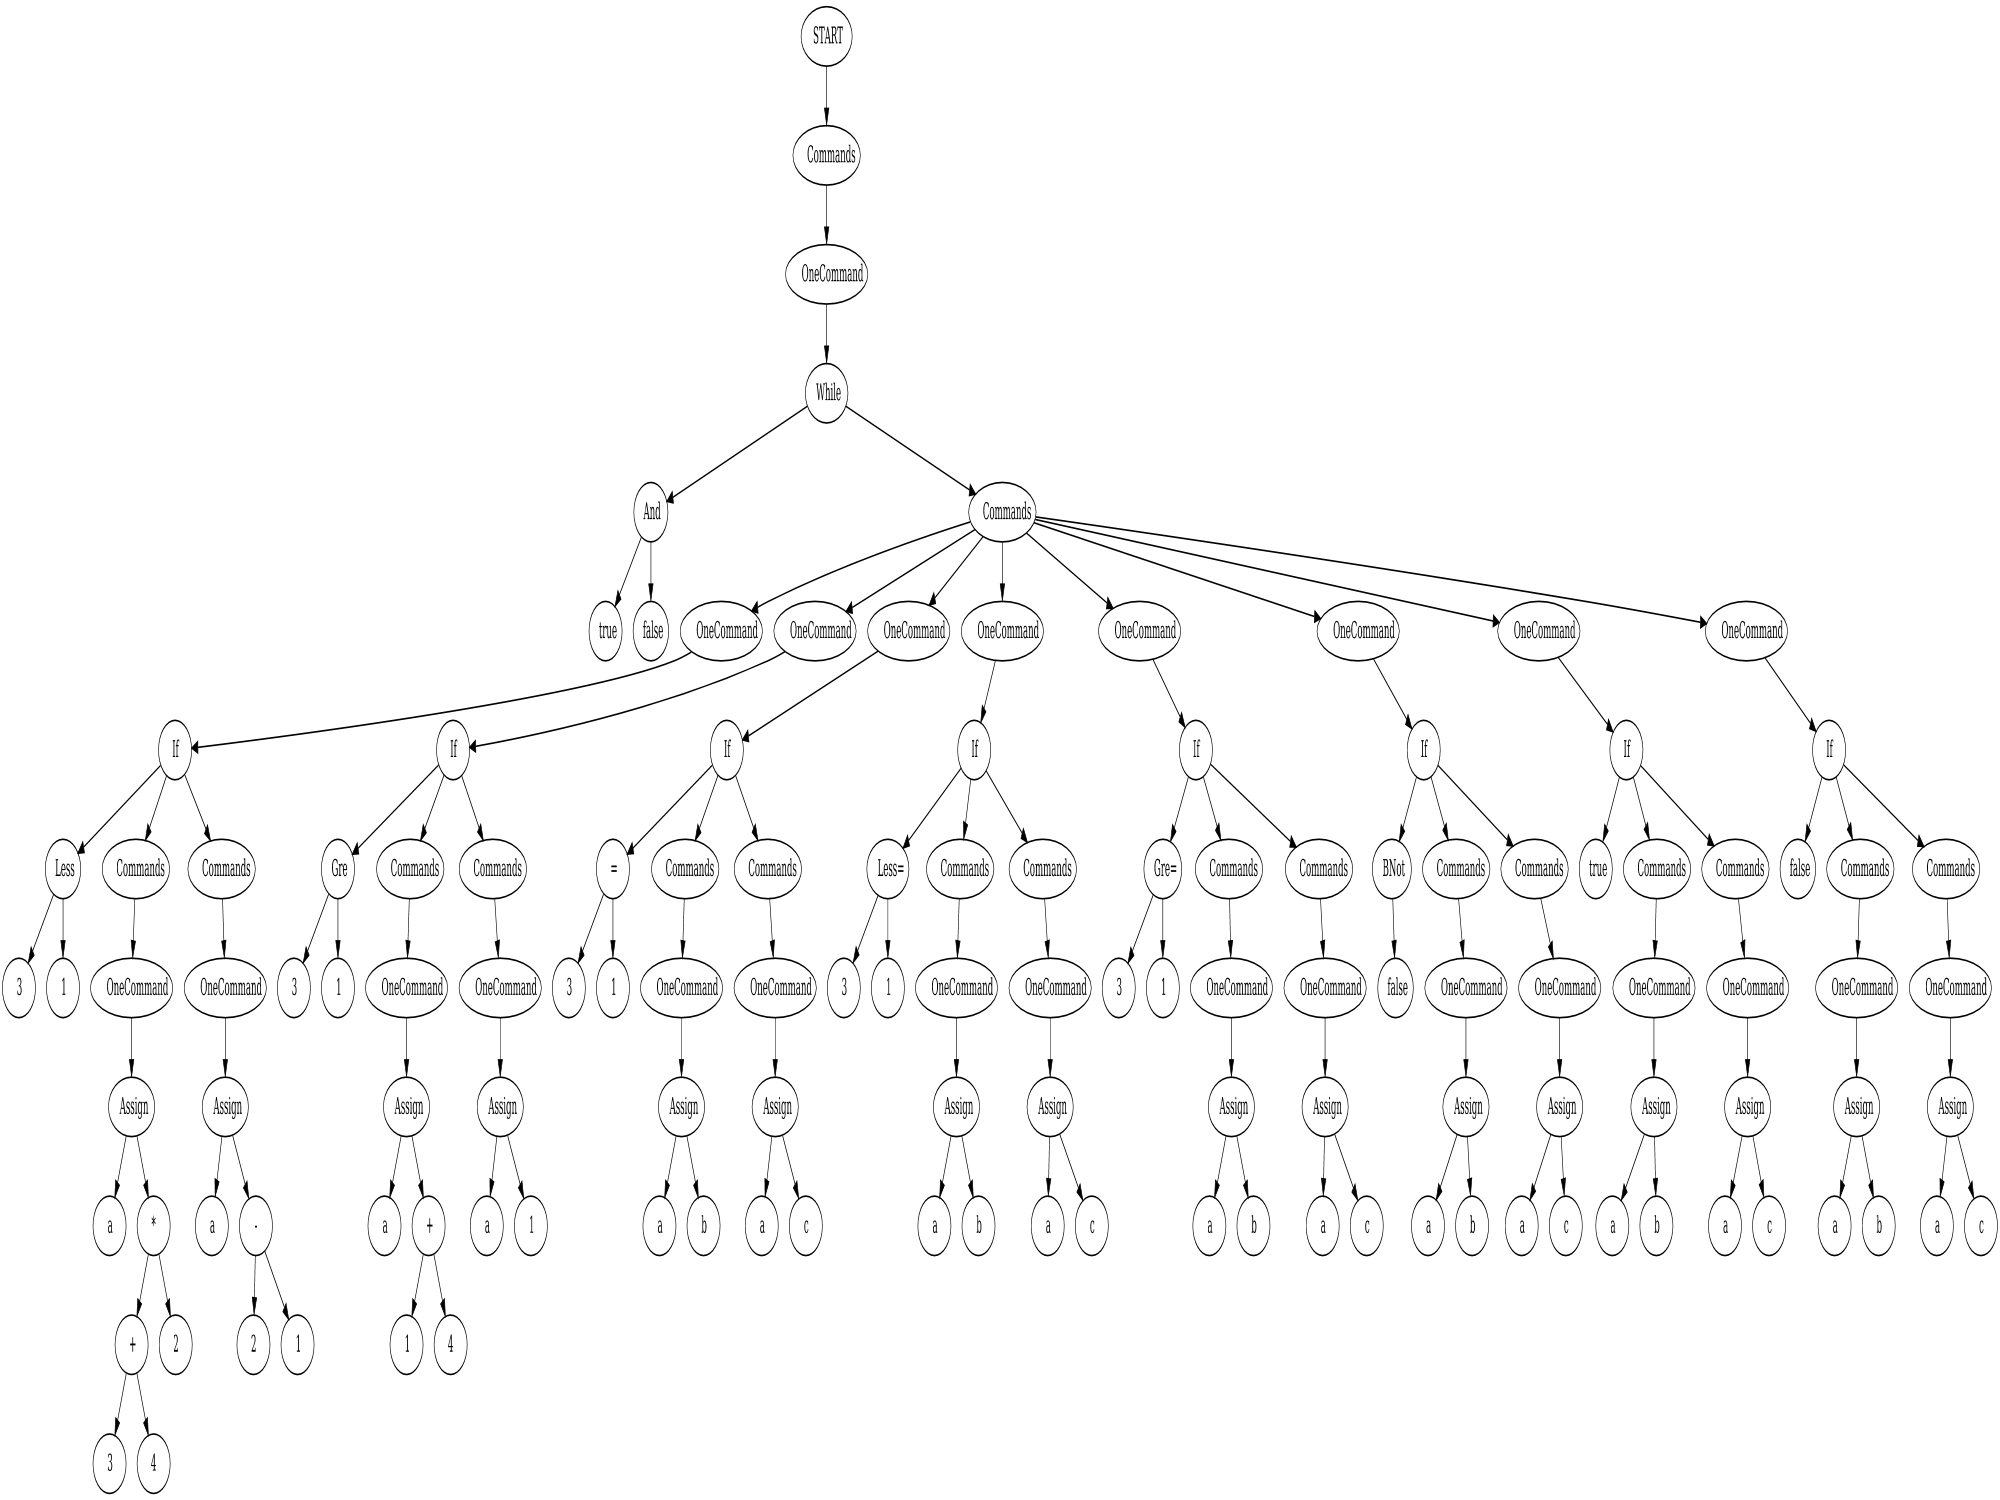 START
Commands
OneCommand
While
And Commands
true false OneCommand OneCommand OneCommand OneCommand OneCommand OneCommand OneCommand OneCommand
If If If If If If If If
Less Commands Commands Gre Commands Commands = Commands Commands Less= Commands Commands Gre= Commands Commands BNot Commands Commands true Commands Commands false Commands Commands
3 1 OneCommand OneCommand 3 1 OneCommand OneCommand 3 1 OneCommand OneCommand 3 1 OneCommand OneCommand 3 1 OneCommand OneCommand false OneCommand OneCommand OneCommand OneCommand OneCommand OneCommand
Assign Assign Assign Assign Assign Assign Assign Assign Assign Assign Assign Assign Assign Assign Assign Assign
a * a - a + a 1 a b a c a b a c a b a c a b a c a b a c a b a c
+ 2 2 1 1 4
3 4